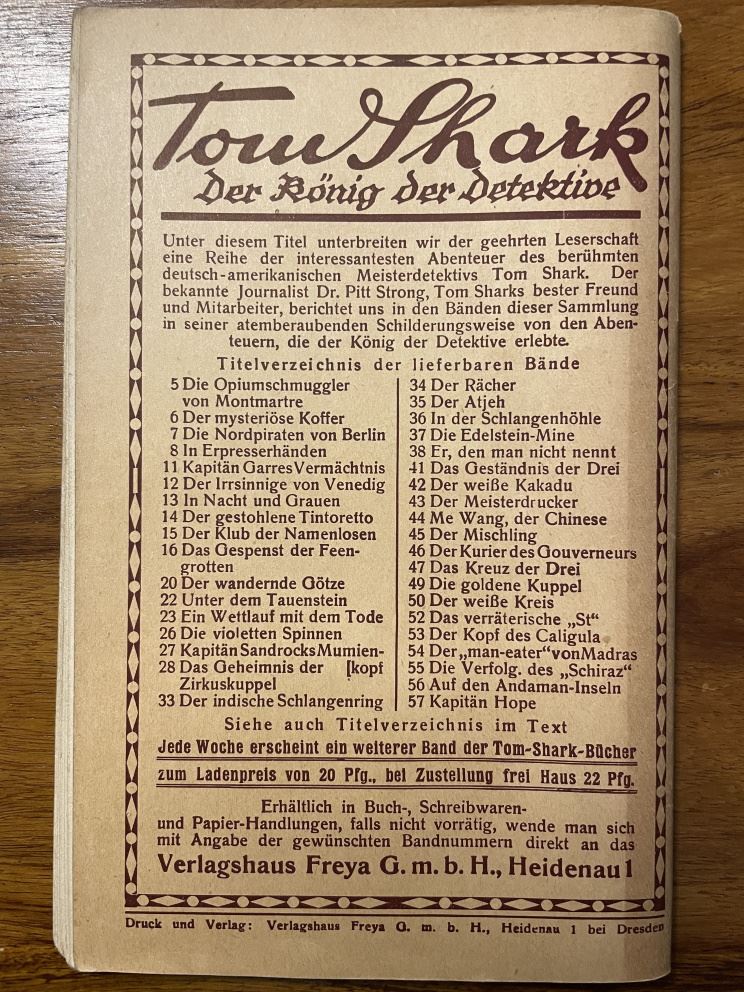 Tom Shark
Der König der Detektive
Unter diesem Titel unterbreiten wir der geehrten Leserschaft
eine Reihe der interessantesten Abenteuer des berühmten
deutsch-amerikanischen Meisterdetektivs Tom Shark. Der
bekannte Journalist Dr. Pitt Strong, Tom Sharks bester Freund
und Mitarbeiter, berichtet uns in den Bänden dieser Sammlung
in seiner atemberaubenden Schilderungsweise von den Aben-
teuern, die der König der Detektive erlebte.
Titelverzeichnis der lieferbaren Bände
5 Die Opiumschmuggler
von Montmartre
6 Der mysteriöse Koffer
7 Die Nordpiraten von Berlin
8 In Erpresserhänden
11 Kapitän Garres Vermächtnis
12 Der Irrsinnige von Venedig
13 In Nacht und Grauen
14 Der gestohlene Tintoretto
15 Der Klub der Namenlosen
16 Das Gespenst der Feen-
grotten
20 Der wandernde Götze
22 Unter dem Tauenstein
23 Ein Wettlauf mit dem Tode
26 Die violetten Spinnen
27 Kapitän Sandrocks Mumien-
28 Das Geheimnis der [kopf
Zirkuskuppel
33 Der indische Schlangenring
34 Der Rächer
35 Der Atjeh
36 In der Schlangenhöhle
37 Die Edelstein-Mine
38 Er, den man nicht nennt
41 Das Geständnis der Drei
42 Der weiße Kakadu
43 Der Meisterdrucker
44 Me Wang, der Chinese
45 Der Mischling
46 Der Kurier des Gouverneurs
47 Das Kreuz der Drei
49 Die goldene Kuppel
50 Der weiße Kreis
52 Das verräterische „St“
53 Der Kopf des Caligula
54 Der „man-eater“ von Madras
55 Die Verfolg. des „Schiraz“
56 Auf den Andaman-Inseln
57 Kapitän Hope
Siehe auch Titelverzeichnis im Text
Jede Woche erscheint ein weiterer Band der Tom-Shark-Bücher
zum Ladenpreis von 20 Pfg., bei Zustellung frei Haus 22 Pfg.
Erhältlich in Buch-, Schreibwaren-
und Papier-Handlungen, falls nicht vorrätig, wende man sich
mit Angabe der gewünschten Bandnummern direkt an das
Verlagshaus Freya G. m. b. H., Heidenau 1
Druck und Verlag: Verlagshaus Freya G. m. b. H., Heidenau 1 bei Dresden